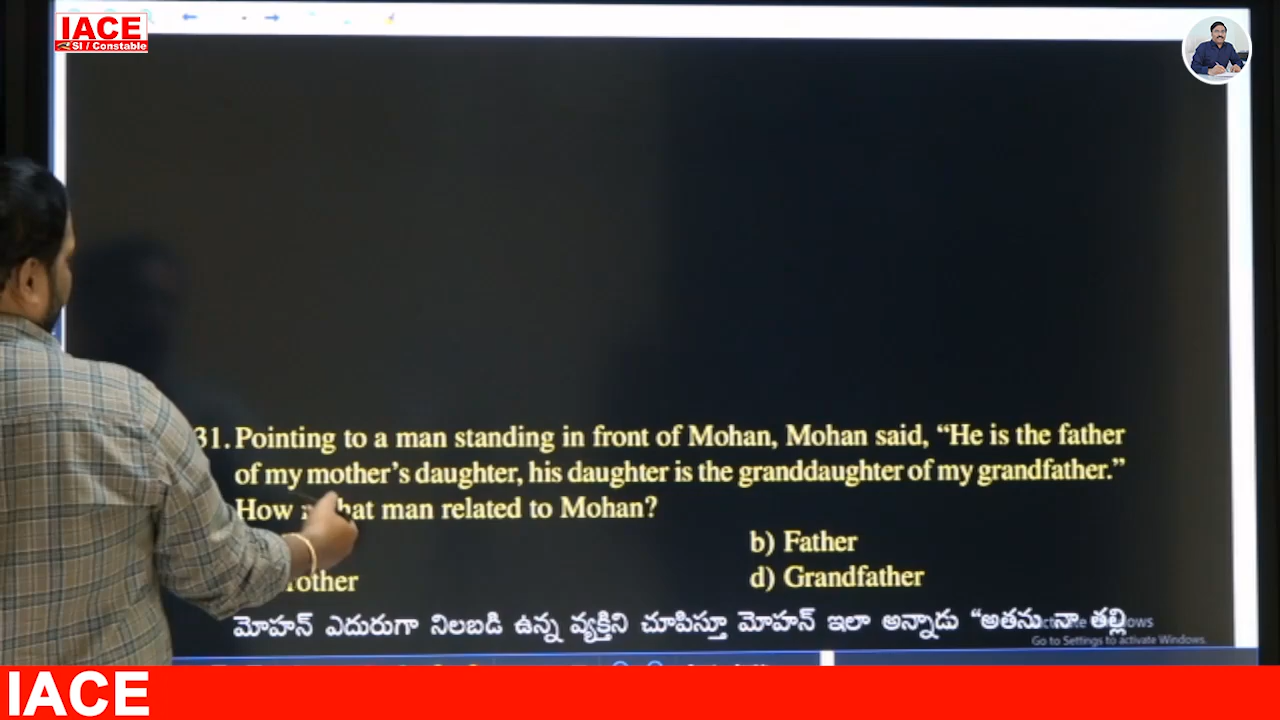 IACE
SI / Constable
31. Pointing to a man standing in front of Mohan, Mohan said, “He is the father
of my mother’s daughter, his daughter is the granddaughter of my grandfather.”
How that man related to Mohan?
b) Father
d) Grandfather
మోహన్ ఎదురుగా నిలబడి ఉన్న వ్యక్తిని చూపిస్తూ మోహన్ ఇలా అన్నాడు “అతను నా తల్లి
Go to Settings to activate Windows.
IACE